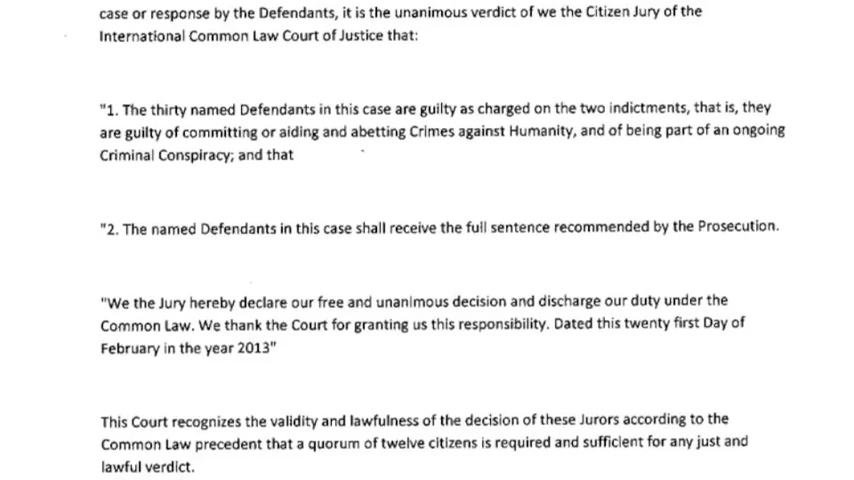 case or response by the Defendants, it is the unanimous verdict of we the Citizen Jury of the
International Common Law Court of Justice that:
"1. The thirty named Defendants in this case are guilty as charged on the two indictments, that is, they
are guilty of committing or aiding and abetting Crimes against Humanity, and of being part of an ongoing
Criminal Conspiracy; and that
"2. The named Defendants in this case shall receive the full sentence recommended by the Prosecution.
"We the Jury hereby declare our free and unanimous decision and discharge our duty under the
Common Law. We thank the Court for granting us this responsibility. Dated this twenty first Day of
February in the year 2013"
This Court recognizes the validity and lawfulness of the decision of these Jurors according to the
Common Law precedent that a quorum of twelve citizens is required and sufficient for any just and
lawful verdict.